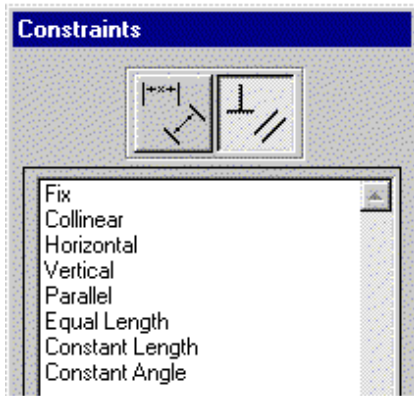 Constraints
Fix
Collinear
Horizontal
Vertical
Parallel
Equal Length
Constant Length
Constant Angle